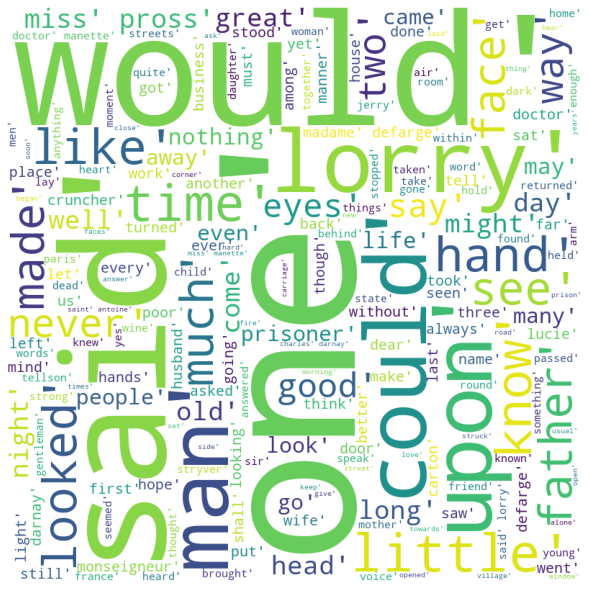 miss' pross' great' came' done' get' home'
doctor' manette' streets' stood' yet' ask' woman'
would' two' face' way'
quite' got' business' daughter' must' among' together' manner' house' air' room' thing' dark' enough'
men' soon' anything' moment' close' jerry' doctor' years'
like' nothing' lorry' madame' defarge' within' sat'
place' lay' heart' away' work' corner' another' stopped' taken' take' gone' word' tell' hold' returned' may'
cruncher' time' eyes' things' say' day'
made' well' turned' began' faces' even' back' behind' might' far'
paris' let' dead' us' answer' miss' manette' ever' hard' though' life' found' held' arm'
every' child' come' carriage' could' hand' see'
saint' antoine' poor' much' state' took' seen' prison'
never' knew' yes' wine' fire' prisoner' without' always' three' many'
left' words' husband' going' charles' darnay' dear' last' lucie'
mind' tellson' hands' asked' answered' morning' make' name' road' passed'
strong' times' people' old' good' think' better' round' something'
night' gentleman' looked' said' man' one' upon' know' father'
set' look' door' speak' carton' struck' known' usual'
darnay' first' hope' side' stryver' looking' sir' go' love' friend' defarge' open'
light' seemed' thought' shall' keep' give' street' long' saw' said' lorry' alone'
monseigneur' put' wife' mother' towards' young'
still' france' heard' brought' head' voice' opened' village' little' went' window'